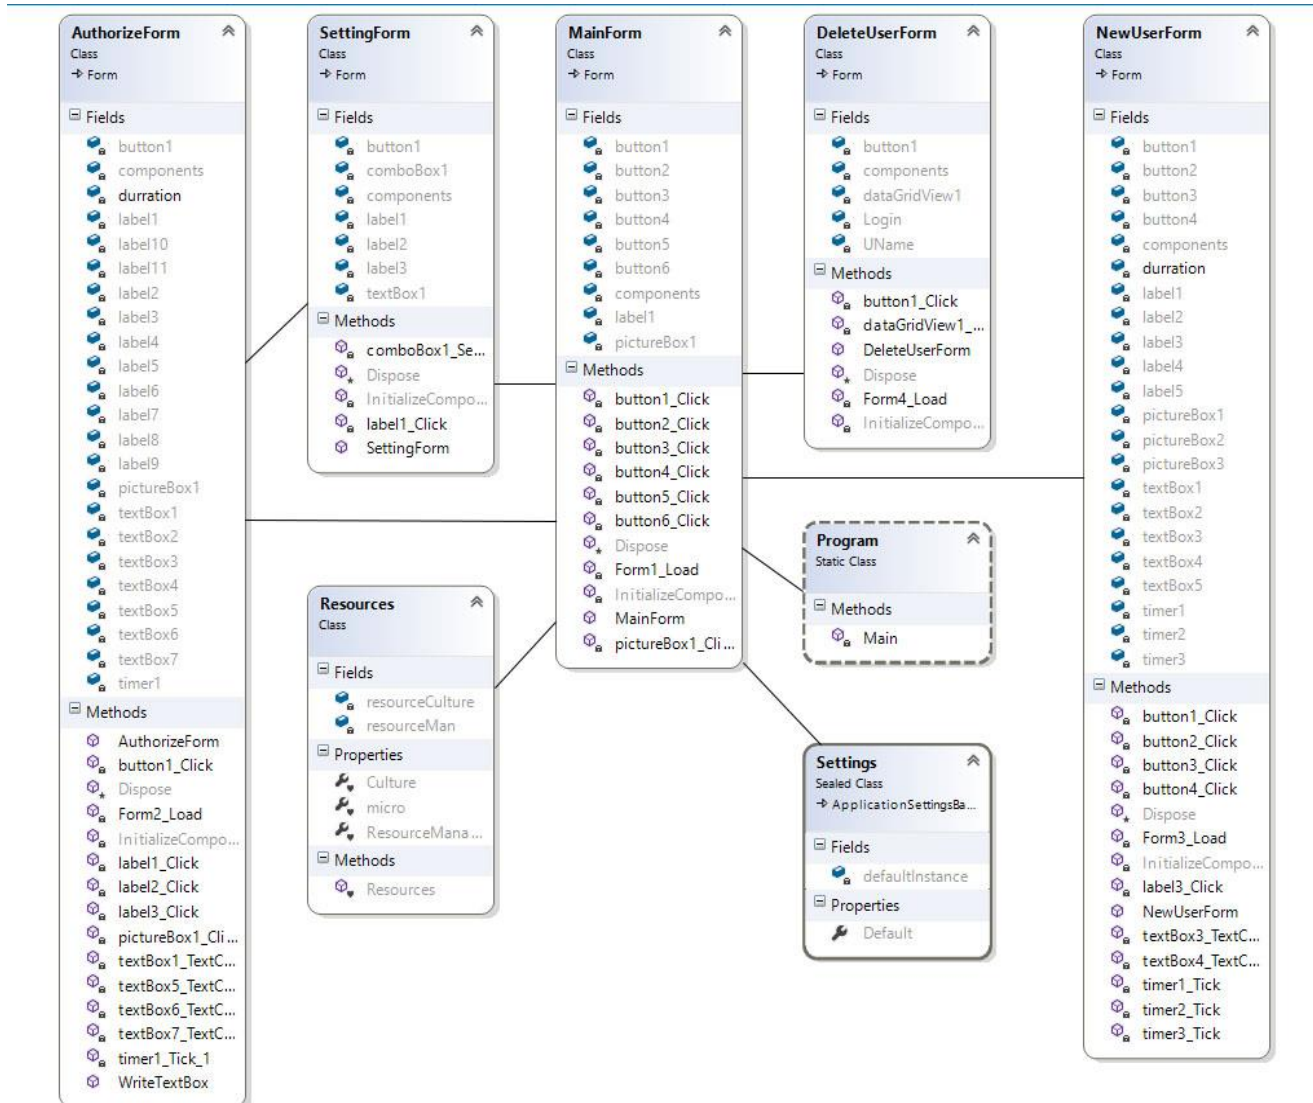 AuthorizeForm
Class
Form
Fields
button1
components
durration
label1
label10
label11
label2
label3
label4
label5
label6
label7
label8
label9
pictureBox1
textBox1
textBox2
textBox3
textBox4
textBox5
textBox6
textBox7
timer1
Methods
AuthorizeForm
button1_Click
Dispose
Form2_Load
InitializeCompo...
label1_Click
label2_Click
label3_Click
pictureBox1_Cli...
textBox1_TextC...
textBox5_TextC...
textBox6_TextC...
textBox7_TextC...
timer1_Tick_1
WriteTextBox
SettingForm
Class
Form
Fields
button1
comboBox1
components
label1
label2
label3
textBox1
Methods
comboBox1_Se...
Dispose
InitializeCompo...
label1_Click
SettingForm
Resources
Class
Fields
resourceCulture
resourceMan
Properties
Culture
micro
ResourceMana...
Methods
Resources
MainForm
Class
Form
Fields
button1
button2
button3
button4
button5
button6
components
label1
pictureBox1
Methods
button1_Click
button2_Click
button3_Click
button4_Click
button5_Click
button6_Click
Dispose
Form1_Load
InitializeCompo...
MainForm
pictureBox1_Cli...
DeleteUserForm
Class
Form
Fields
button1
components
dataGridView1
Login
UName
Methods
button1_Click
dataGridView1_...
DeleteUserForm
Dispose
Form4_Load
InitializeCompo...
Program
Static Class
Methods
Main
Settings
Sealed Class
ApplicationSettingsBa...
Fields
defaultInstance
Properties
Default
NewUserForm
Class
Form
Fields
button1
button2
button3
button4
components
durration
label1
label2
label3
label4
label5
pictureBox1
pictureBox2
pictureBox3
textBox1
textBox2
textBox3
textBox4
textBox5
timer1
timer2
timer3
Methods
button1_Click
button2_Click
button3_Click
button4_Click
Dispose
Form3_Load
InitializeCompo...
label3_Click
NewUserForm
textBox3_TextC...
textBox4_TextC...
timer1_Tick
timer2_Tick
timer3_Tick